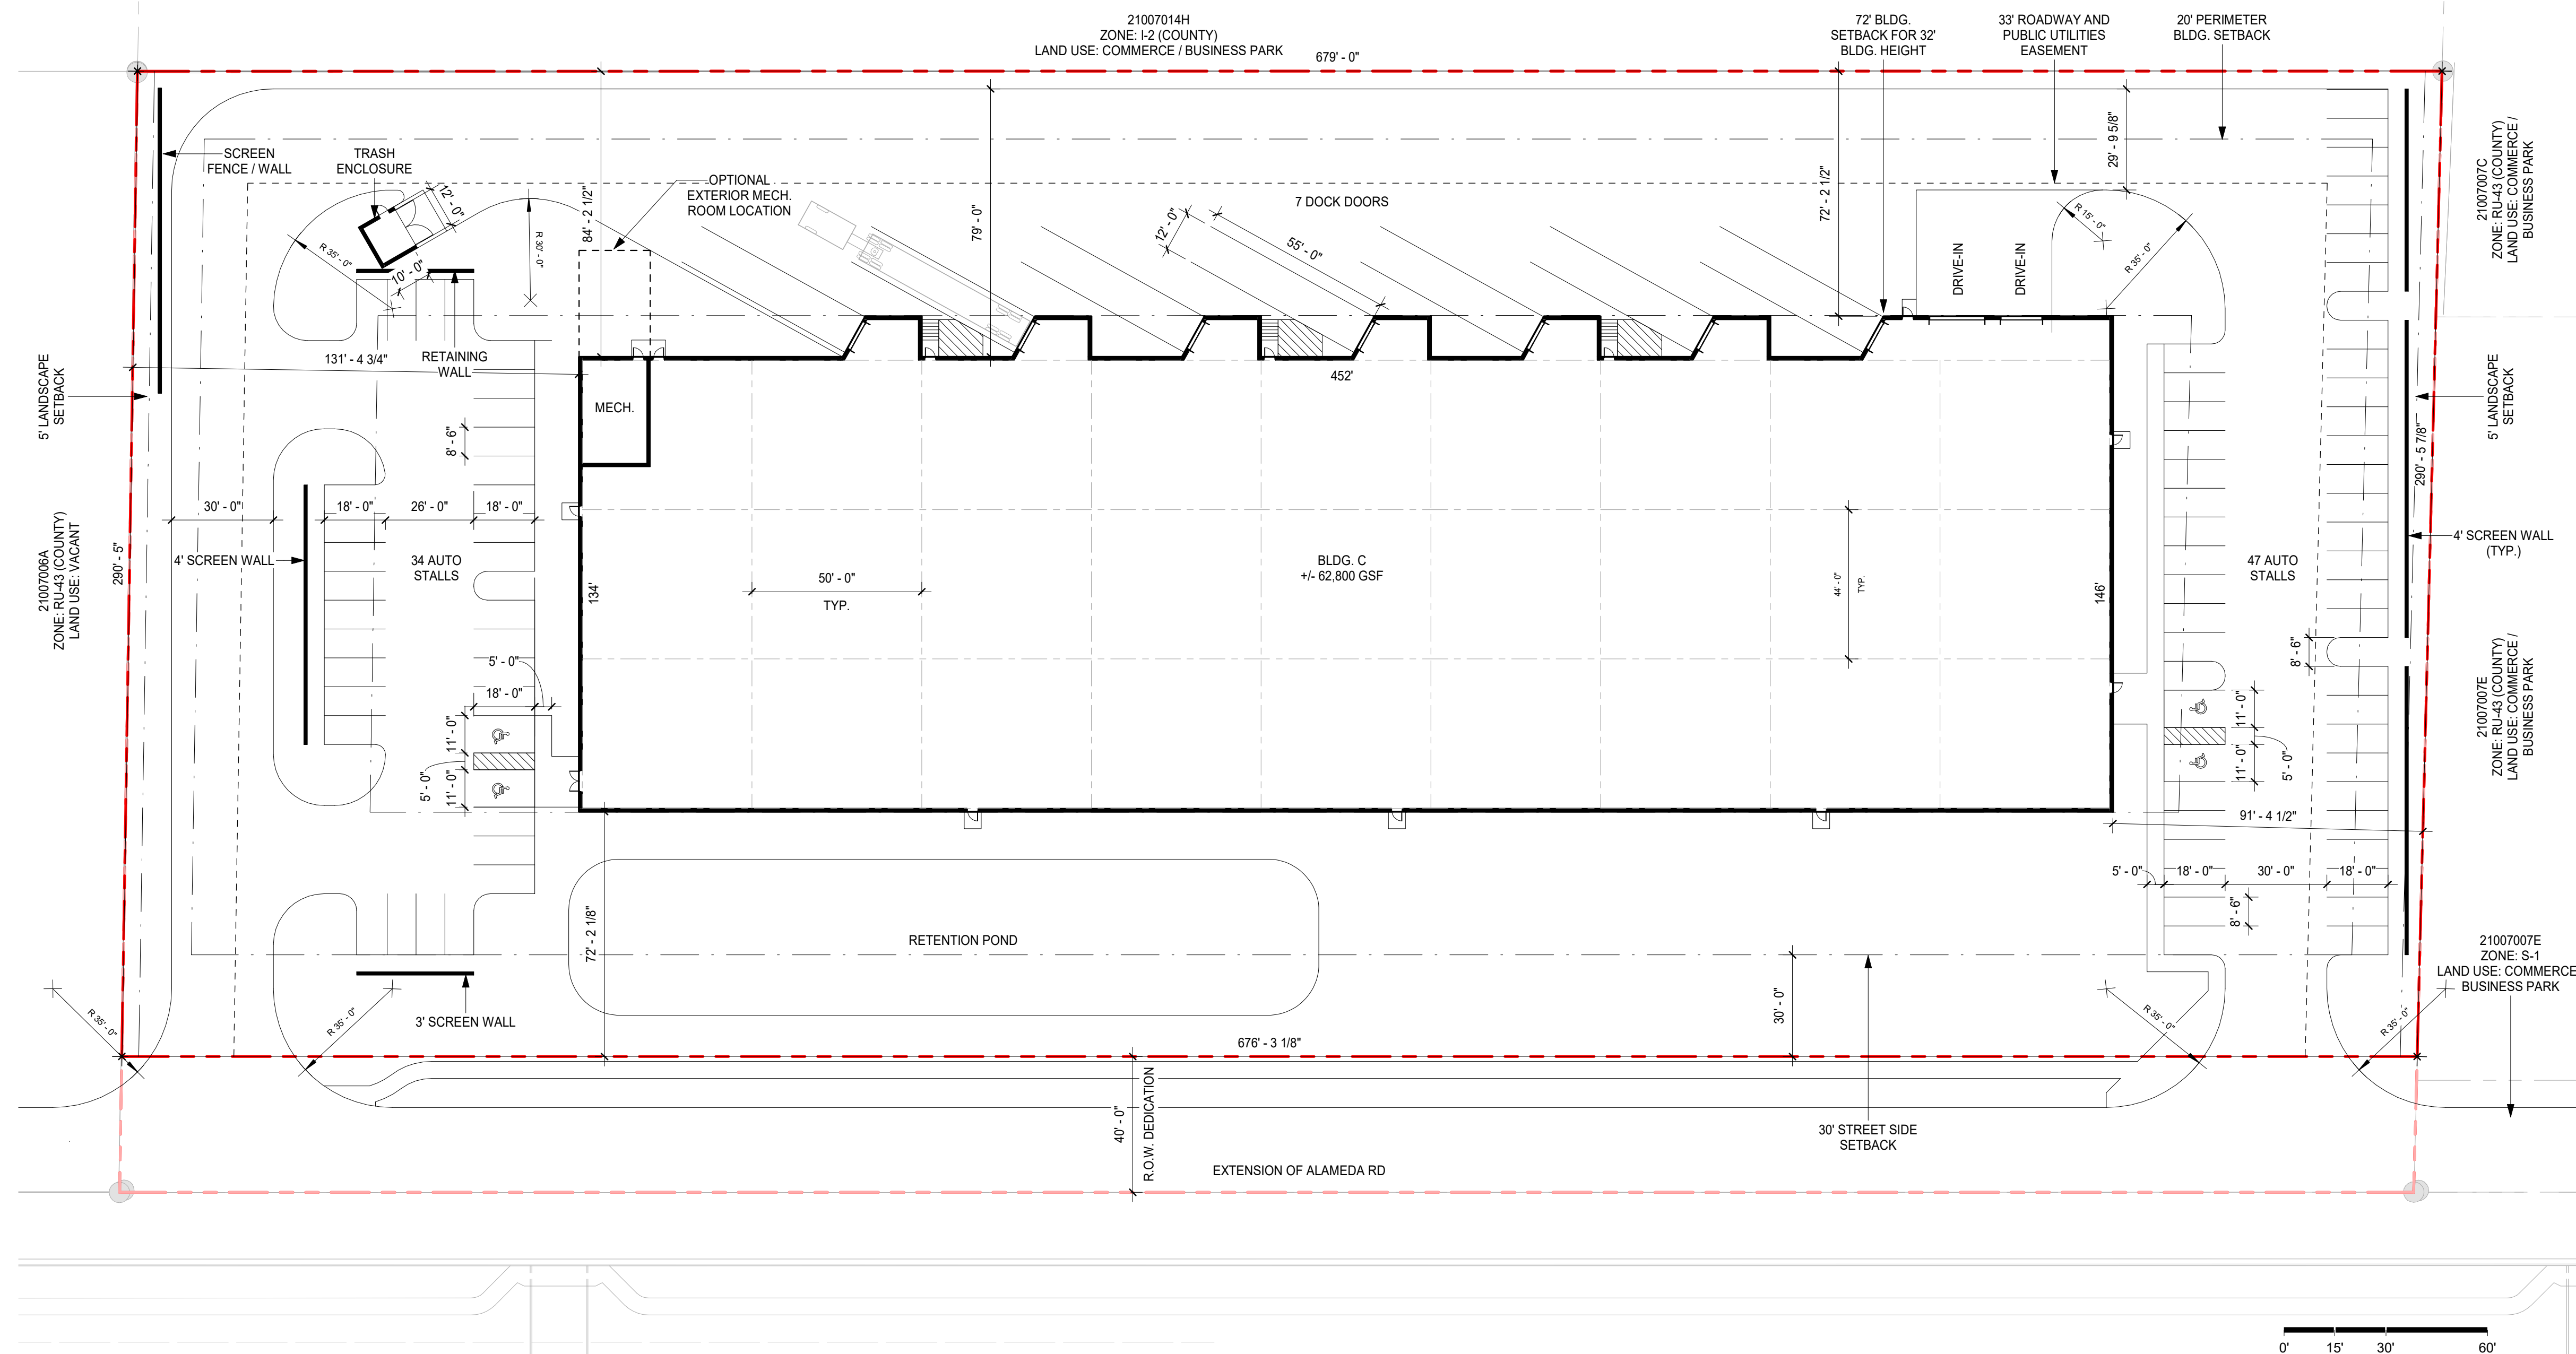 21007014H
ZONE: I-2 (COUNTY)
LAND USE: COMMERCE / BUSINESS PARK
679' - 0"
72' BLDG.
SETBACK FOR 32'
BLDG. HEIGHT
33' ROADWAY AND
PUBLIC UTILITIES
EASEMENT
20' PERIMETER
BLDG. SETBACK
SCREEN
FENCE / WALL
TRASH
ENCLOSURE
12' - 0"
R 35' - 0"
10' - 0"
R 30' - 0"
OPTIONAL
EXTERIOR MECH.
ROOM LOCATION
84' - 2 1/2"
79' - 0"
12' - 0"
55' - 0"
7 DOCK DOORS
72' - 2 1/2"
29' - 9 5/8"
R 15' - 0"
R 35' - 0"
DRIVE-IN
DRIVE-IN
21007007C
ZONE: RU-43 (COUNTY)
LAND USE: COMMERCE /
BUSINESS PARK
131' - 4 3/4"
RETAINING
WALL
5' LANDSCAPE
SETBACK
452'
MECH.
8' - 6"
5' LANDSCAPE
SETBACK
290' - 5 7/8"
30' - 0"
18' - 0"
26' - 0"
18' - 0"
21007006A
ZONE: RU-43 (COUNTY)
LAND USE: VACANT
290' - 5"
4' SCREEN WALL
34 AUTO
STALLS
134'
50' - 0"
TYP.
BLDG. C
+/- 62,800 GSF
44' - 0"
TYP.
146'
47 AUTO
STALLS
4' SCREEN WALL
(TYP.)
8' - 6"
21007007E
ZONE: RU-43 (COUNTY)
LAND USE: COMMERCE /
BUSINESS PARK
5' - 0"
18' - 0"
11' - 0"
5' - 0"
11' - 0"
11' - 0"
11' - 0"
5' - 0"
91' - 4 1/2"
5' - 0"
18' - 0"
30' - 0"
18' - 0"
8' - 6"
72' - 2 1/8"
RETENTION POND
30' - 0"
21007007E
ZONE: S-1
LAND USE: COMMERCE
BUSINESS PARK
R 35' - 0"
R 35' - 0"
3' SCREEN WALL
R 35' - 0"
R 35' - 0"
676' - 3 1/8"
40' - 0"
R.O.W. DEDICATION
30' STREET SIDE
SETBACK
EXTENSION OF ALAMEDA RD
0' 15' 30' 60'